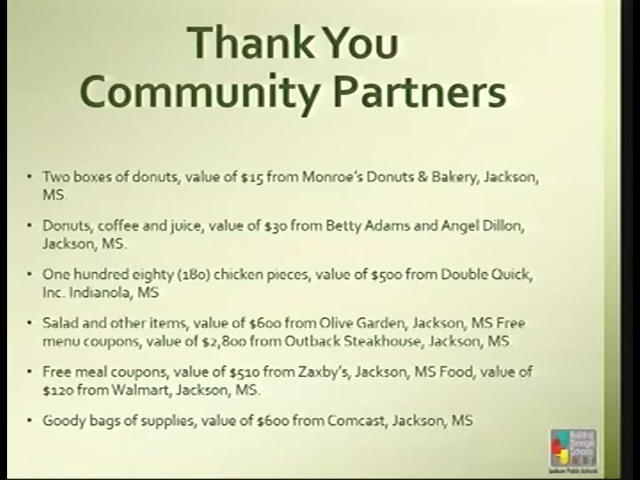 Thank You
Community Partners
• Two boxes of donuts, value of $15 from Monroe's Donuts & Bakery, Jackson,
MS.
• Donuts, coffee and juice, value of $30 from Betty Adams and Angel Dillon,
Jackson, MS.
• One hundred eighty (180) chicken pieces, value of $500 from Double Quick,
Inc. Indianola, MS
• Salad and other items, value of $600 from Olive Garden, Jackson, MS Free
menu coupons, value of $2,800 from Outback Steakhouse, Jackson, MS.
• Free meal coupons, value of $510 from Zaxby's, Jackson, MS Food, value of
$120 from Walmart, Jackson, MS.
• Goody bags of supplies, value of $600 from Comcast, Jackson, MS
Building
Stronger
Schools
Jackson Public Schools